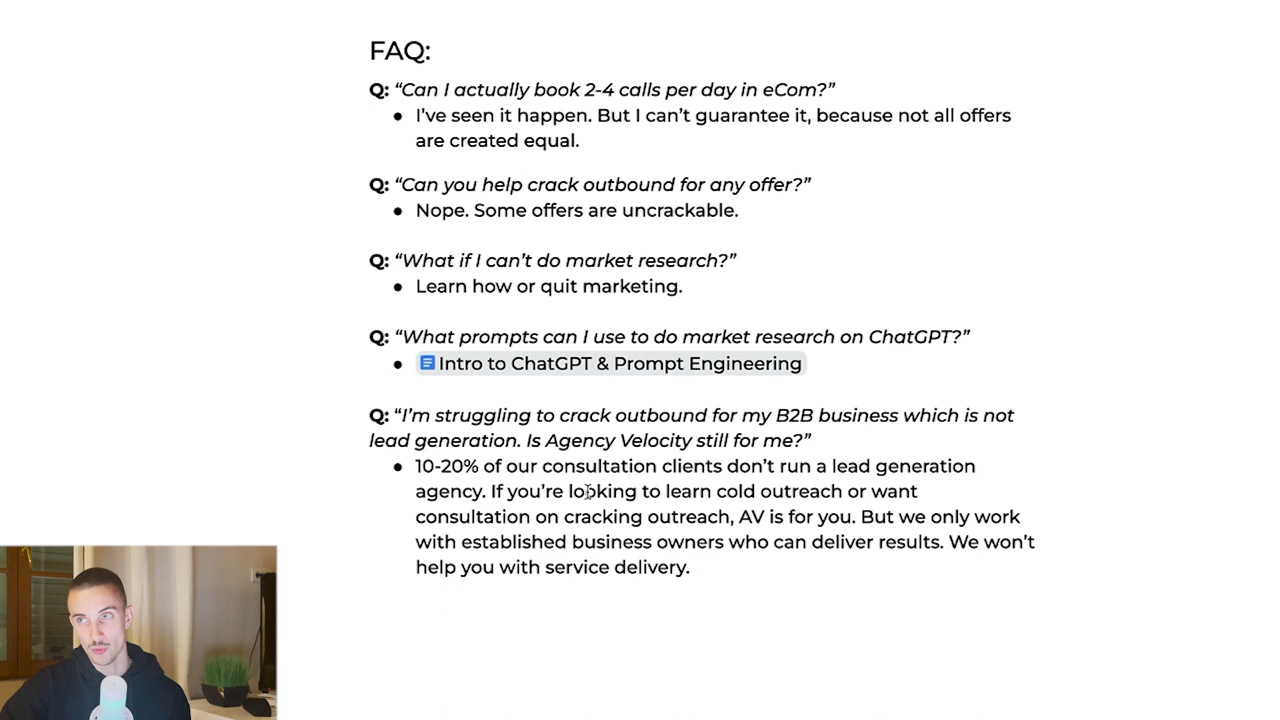 FAQ:
Q: “Can I actually book 2-4 calls per day in eCom?”
● I’ve seen it happen. But I can’t guarantee it, because not all offers
are created equal.
Q: “Can you help crack outbound for any offer?”
● Nope. Some offers are uncrackable.
Q: “What if I can’t do market research?”
● Learn how or quit marketing.
Q: “What prompts can I use to do market research on ChatGPT?”
● Intro to ChatGPT & Prompt Engineering
Q: “I’m struggling to crack outbound for my B2B business which is not
lead generation. Is Agency Velocity still for me?”
● 10-20% of our consultation clients don’t run a lead generation
agency. If you’re looking to learn cold outreach or want
consultation on cracking outreach, AV is for you. But we only work
with established business owners who can deliver results. We won’t
help you with service delivery.